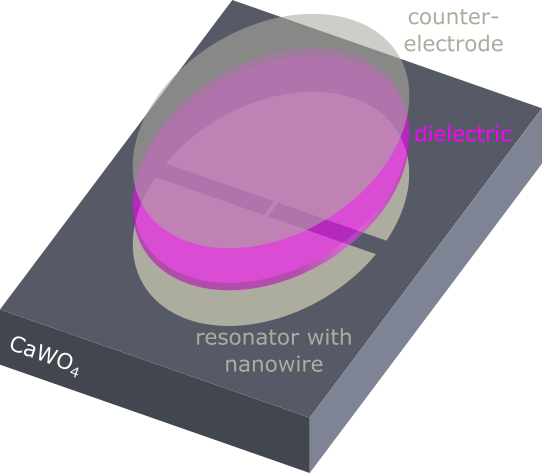 counter-
electrode
dielectric
resonator with
nanowire
CaWO₄